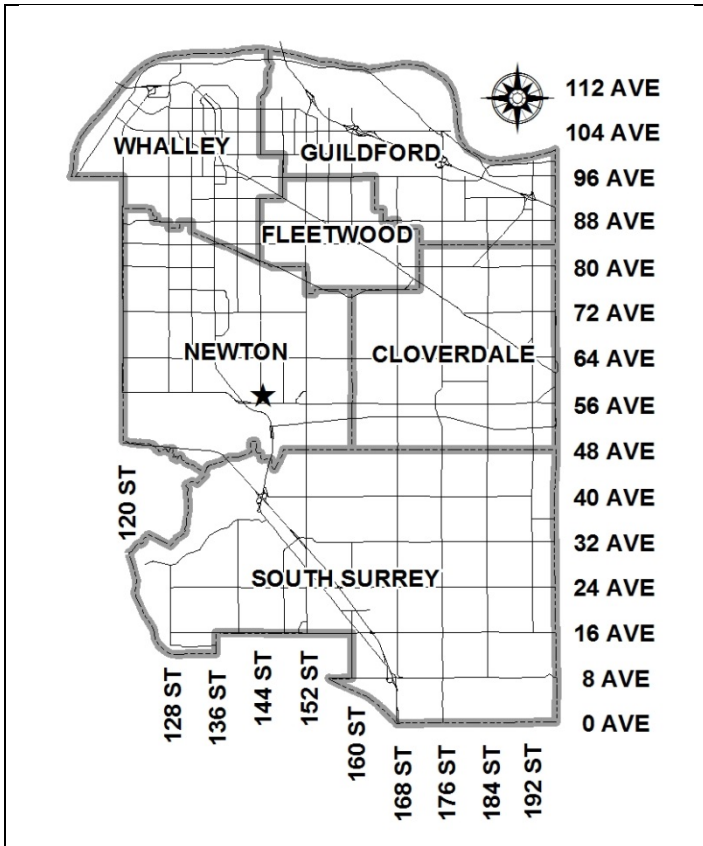 112 AVE
104 AVE
WHALLEY
GUILDFORD
96 AVE
88 AVE
FLEETWOOD
80 AVE
72 AVE
NEWTON
CLOVERDALE
64 AVE
56 AVE
48 AVE
120 ST
40 AVE
32 AVE
SOUTH SURREY
24 AVE
16 AVE
8 AVE
0 AVE
128 ST
136 ST
144 ST
152 ST
160 ST
168 ST
176 ST
184 ST
192 ST